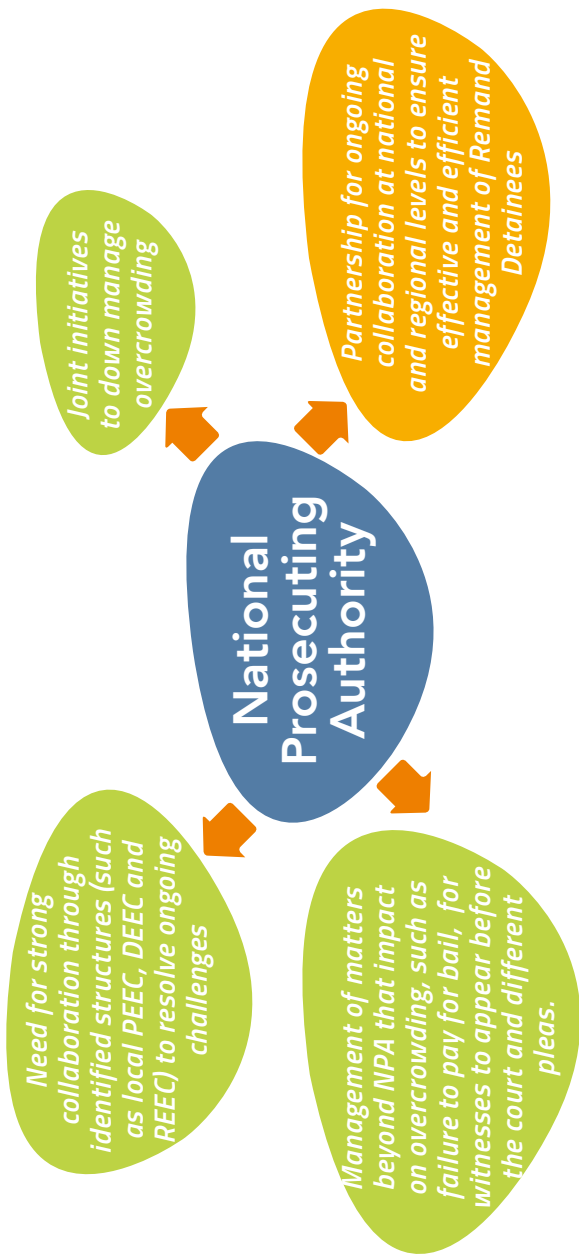 Need for strong
collaboration through
identified structures (such
as local PEEC, DEEC and
REEC) to resolve ongoing
challenges
Joint initiatives
to down manage
overcrowding
National
Prosecuting
Authority
Management of matters
beyond NPA that impact
on overcrowding, such as
failure to pay for bail, for
witnesses to appear before
the court and different
pleas.
Partnership for ongoing
collaboration at national
and regional levels to ensure
effective and efficient
management of Remand
Detainees